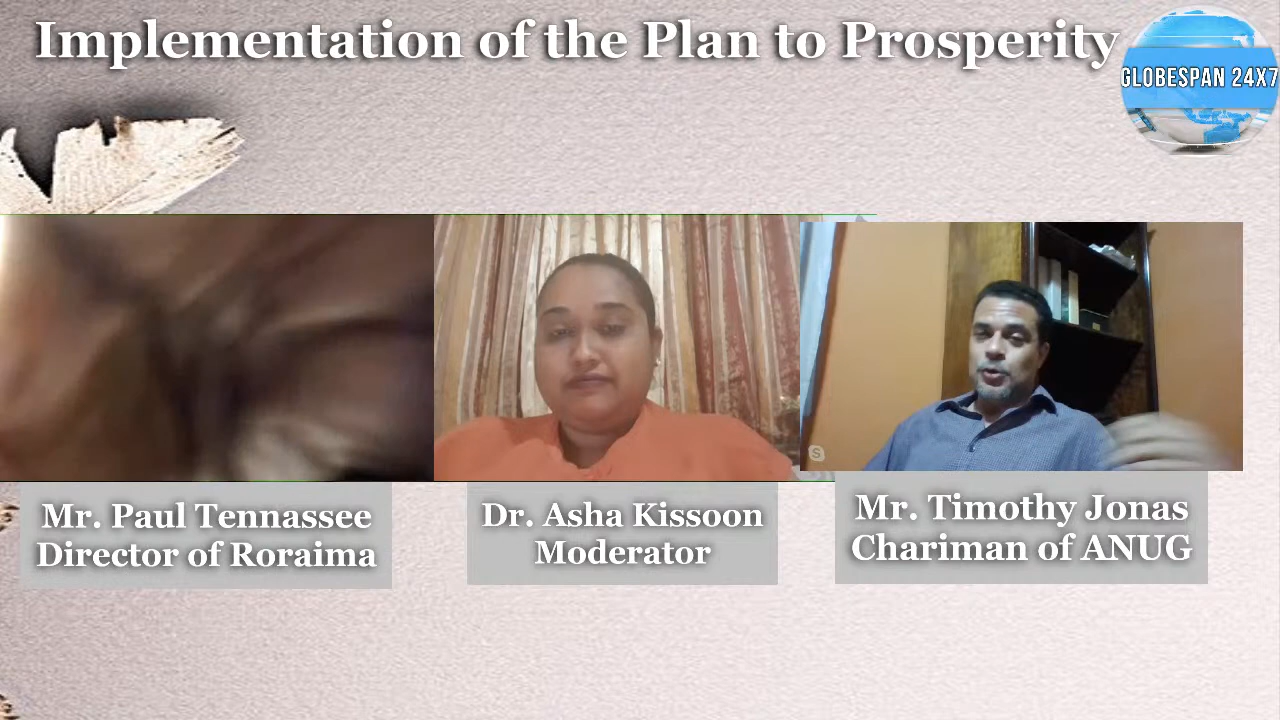 Implementation of the Plan to Prosperity
GLOBESPAN 24X7
Mr. Paul Tennassee
Director of Roraima
Dr. Asha Kissoon
Moderator
Mr. Timothy Jonas
Chariman of ANUG